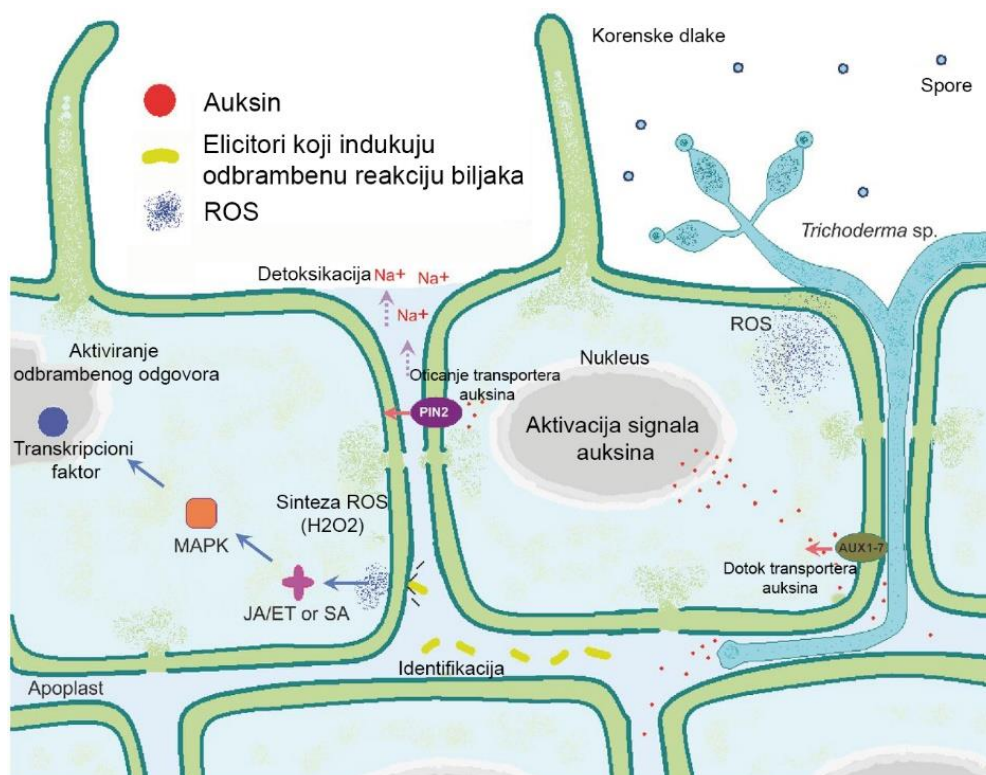 Korenske dlake
Spore
Auksin
Elicitori koji indukuju
odbrambenu reakciju biljaka
ROS
Trichoderma sp.
Detoksikacija
Na+ Na+
Na+
ROS
Aktiviranje
odbrambenog odgovora
Nukleus
Oticanje transportera
auksina
PIN2
Aktivacija signala
auksina
Transkripcioni
faktor
Sinteza ROS
(H2O2)
MAPK
AUX1-7
Dotok transportera
auksina
JA/ET or SA
Identifikacija
Apoplast